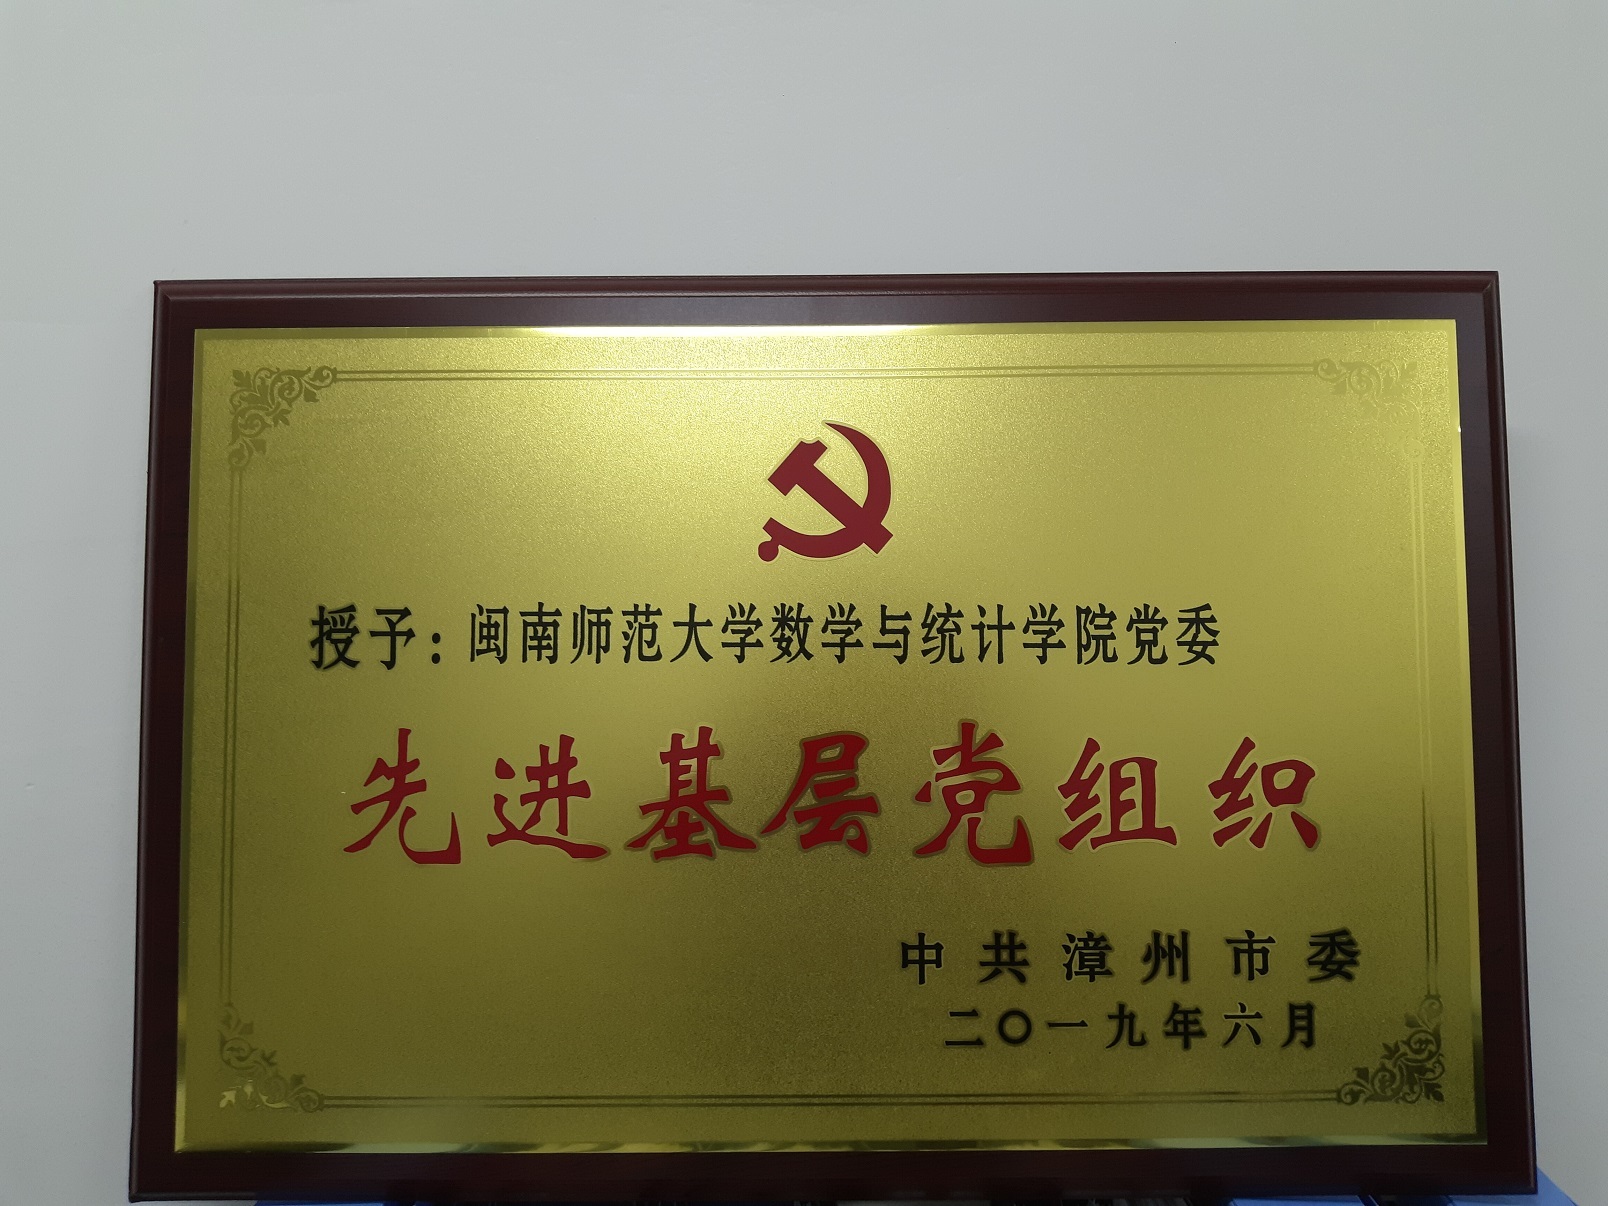 授予：闽南师范大学数学与统计学院党委
先进基层党组织
中共漳州市委
二〇一九年六月